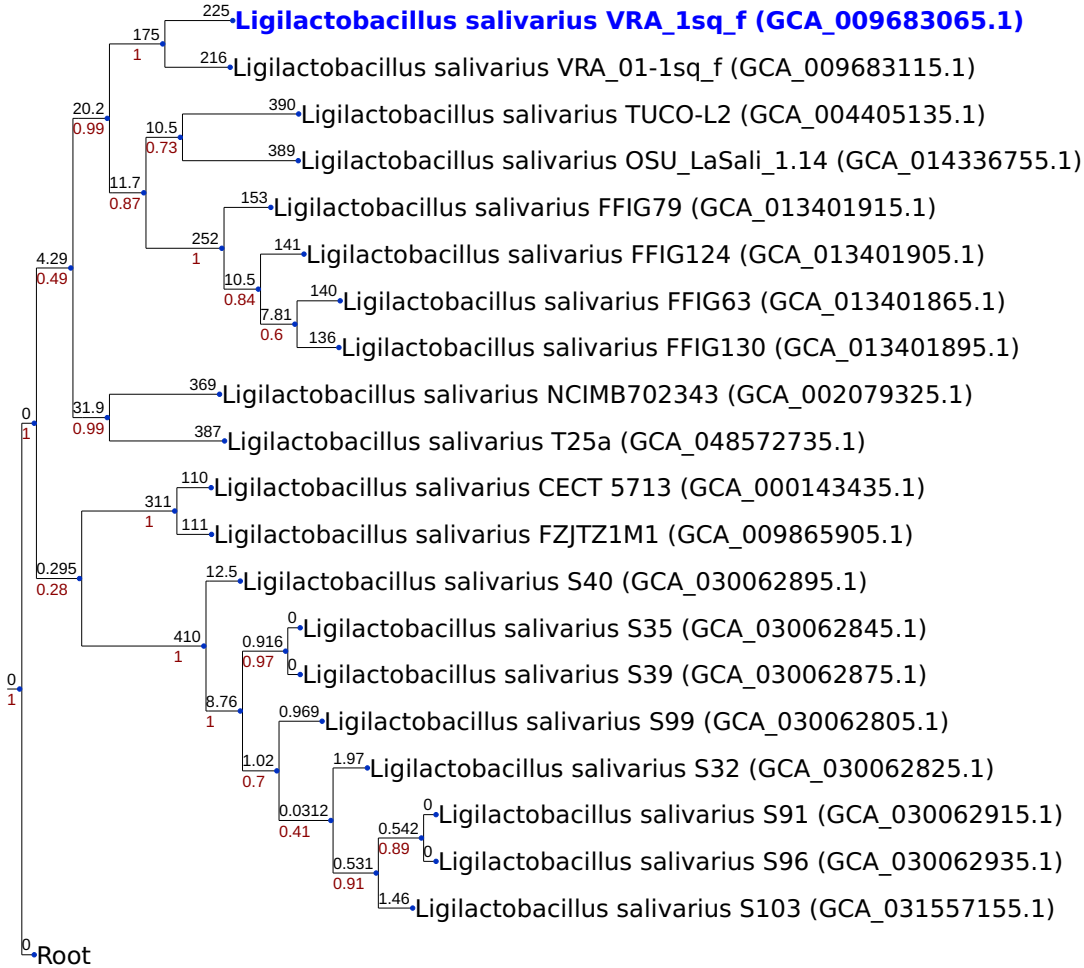 225
Ligilactobacillus salivarius VRA_1sq_f (GCA_009683065.1)
175
1
216
Ligilactobacillus salivarius VRA_01-1sq_f (GCA_009683115.1)
20.2
0.99
390
Ligilactobacillus salivarius TUCO-L2 (GCA_004405135.1)
10.5
0.73
389
Ligilactobacillus salivarius OSU_LaSali_1.14 (GCA_014336755.1)
11.7
0.87
153
Ligilactobacillus salivarius FFIG79 (GCA_013401915.1)
252
1
141
Ligilactobacillus salivarius FFIG124 (GCA_013401905.1)
4.29
0.49
10.5
0.84
140
Ligilactobacillus salivarius FFIG63 (GCA_013401865.1)
7.81
0.6
136
Ligilactobacillus salivarius FFIG130 (GCA_013401895.1)
369
Ligilactobacillus salivarius NCIMB702343 (GCA_002079325.1)
31.9
0.99
0
1
387
Ligilactobacillus salivarius T25a (GCA_048572735.1)
110
Ligilactobacillus salivarius CECT 5713 (GCA_000143435.1)
311
1
111
Ligilactobacillus salivarius FZJTZ1M1 (GCA_009865905.1)
0.295
0.28
12.5
Ligilactobacillus salivarius S40 (GCA_030062895.1)
410
1
0
Ligilactobacillus salivarius S35 (GCA_030062845.1)
0.916
0.97
0
Ligilactobacillus salivarius S39 (GCA_030062875.1)
0
1
8.76
1
0.969
Ligilactobacillus salivarius S99 (GCA_030062805.1)
1.02
0.7
1.97
Ligilactobacillus salivarius S32 (GCA_030062825.1)
0.0312
0.41
0
Ligilactobacillus salivarius S91 (GCA_030062915.1)
0.542
0.89
0
Ligilactobacillus salivarius S96 (GCA_030062935.1)
0.531
0.91
1.46
Ligilactobacillus salivarius S103 (GCA_031557155.1)
0
Root